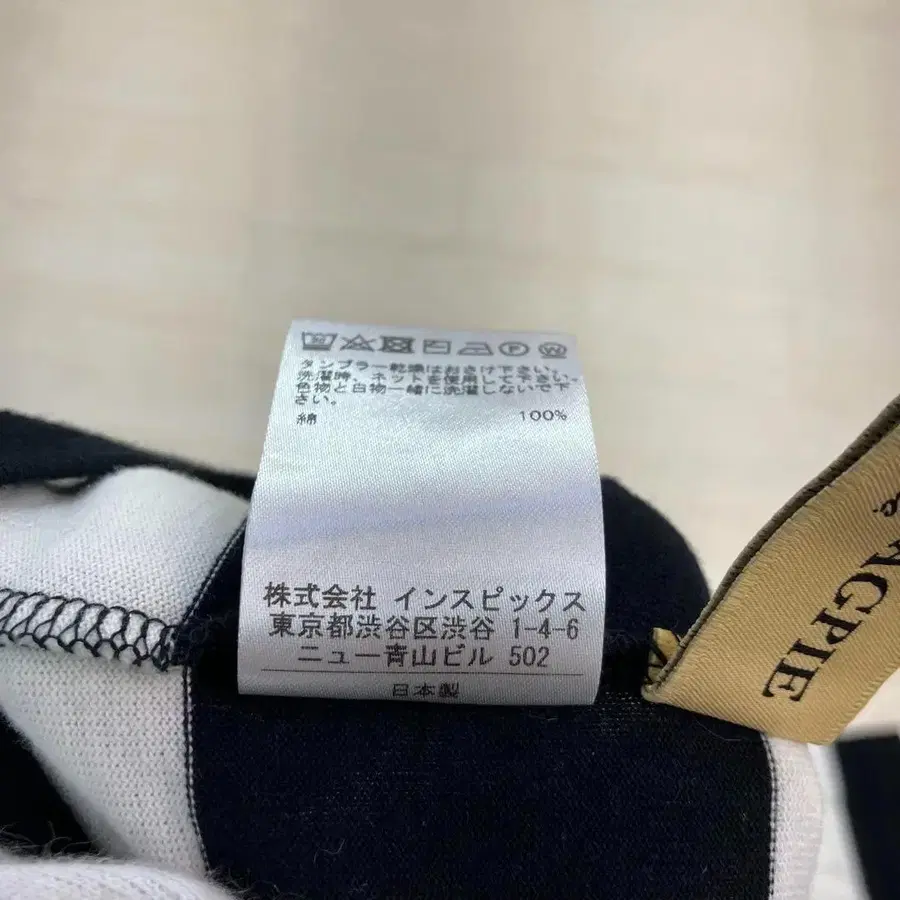 タンブラー乾燥はおさけ下さい。
洗濯時、ネットを使用して下さい。
色物と白物一緒に洗濯しないで下
さい。
綿 100%
株式会社 インスピックス
東京都渋谷区渋谷 1-4-6
ニュー青山ビル 502
日本製
AGPIE